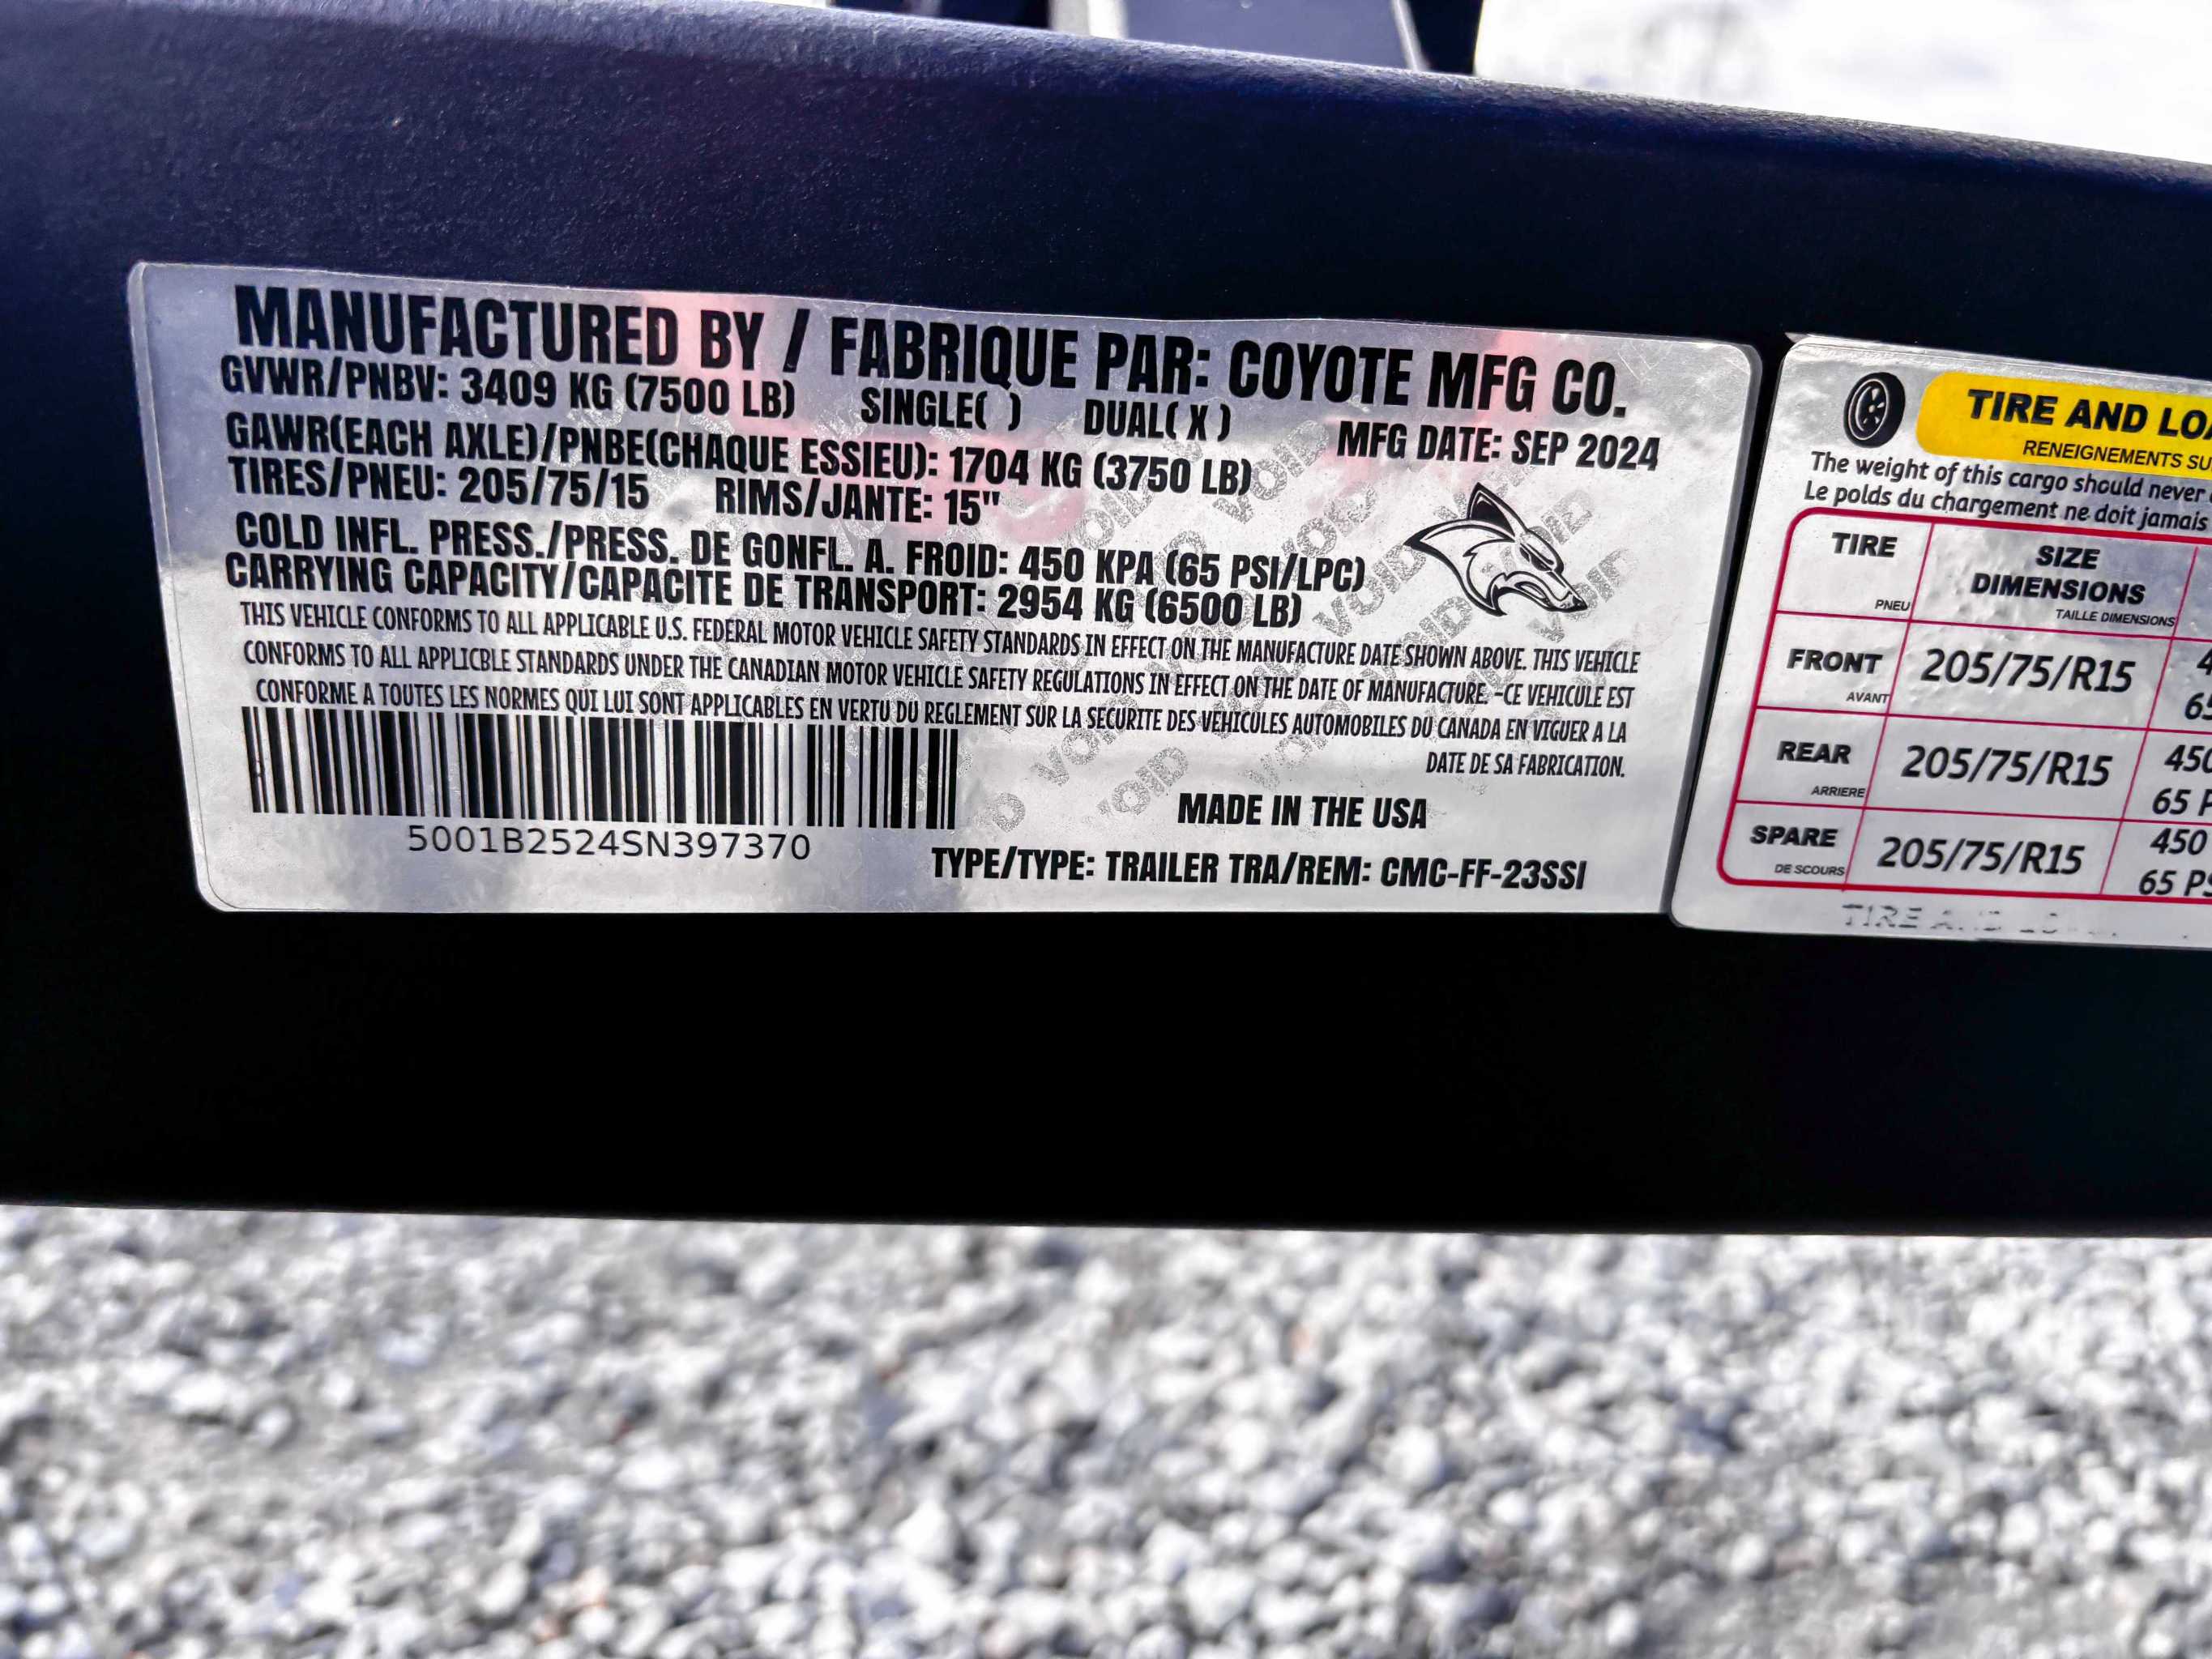 MANUFACTURED BY / FABRIQUE PAR: COYOTE MFG CO.
GVWR/PNBV: 3409 KG (7500 LB) SINGLE( ) DUAL( X )
GAWR(EACH AXLE)/PNBE(CHAQUE ESSIEU): 1704 KG (3750 LB) MFG DATE: SEP 2024
TIRES/PNEU: 205/75/15 RIMS/JANTE: 15"
COLD INFL. PRESS./PRESS. DE GONFL. A. FROID: 450 KPA (65 PSI/LPC)
CARRYING CAPACITY/CAPACITE DE TRANSPORT: 2954 KG (6500 LB)
THIS VEHICLE CONFORMS TO ALL APPLICABLE U.S. FEDERAL MOTOR VEHICLE SAFETY STANDARDS IN EFFECT ON THE MANUFACTURE DATE SHOWN ABOVE. THIS VEHICLE
CONFORMS TO ALL APPLICBLE STANDARDS UNDER THE CANADIAN MOTOR VEHICLE SAFETY REGULATIONS IN EFFECT ON THE DATE OF MANUFACTURE. -CE VEHICULE EST
CONFORME A TOUTES LES NORMES QUI LUI SONT APPLICABLES EN VERTU DU REGLEMENT SUR LA SECURITE DES VEHICULES AUTOMOBILES DU CANADA EN VIGUER A LA
DATE DE SA FABRICATION.
MADE IN THE USA
5001B2524SN397370
TYPE/TYPE: TRAILER TRA/REM: CMC-FF-23SSI
TIRE AND LOA
RENEIGNEMENTS SU
The weight of this cargo should never
Le polds du chargement ne doit jamais
TIRE SIZE
DIMENSIONS
PNEU TAILLE DIMENSIONS
FRONT 205/75/R15 4
AVANT 65
REAR 205/75/R15 450
ARRIERE 65 P
SPARE 205/75/R15 450
DE SCOURS 65 PS